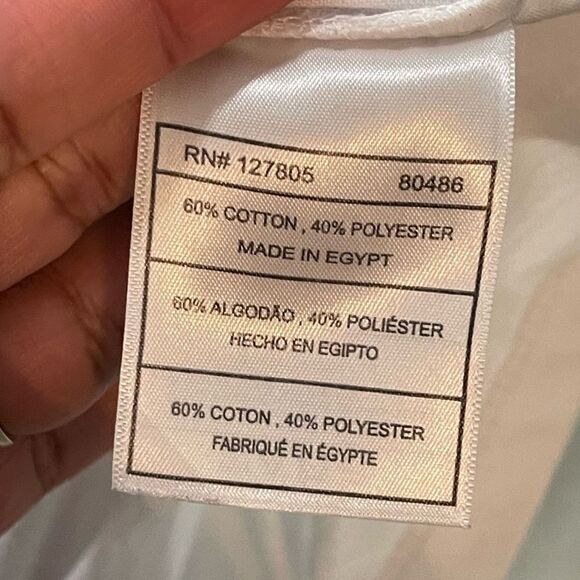 RN# 127805 80486
60% COTTON , 40% POLYESTER
MADE IN EGYPT
60% ALGODÃO , 40% POLIÉSTER
HECHO EN EGIPTO
60% COTON , 40% POLYESTER
FABRIQUÉ EN ÉGYPTE